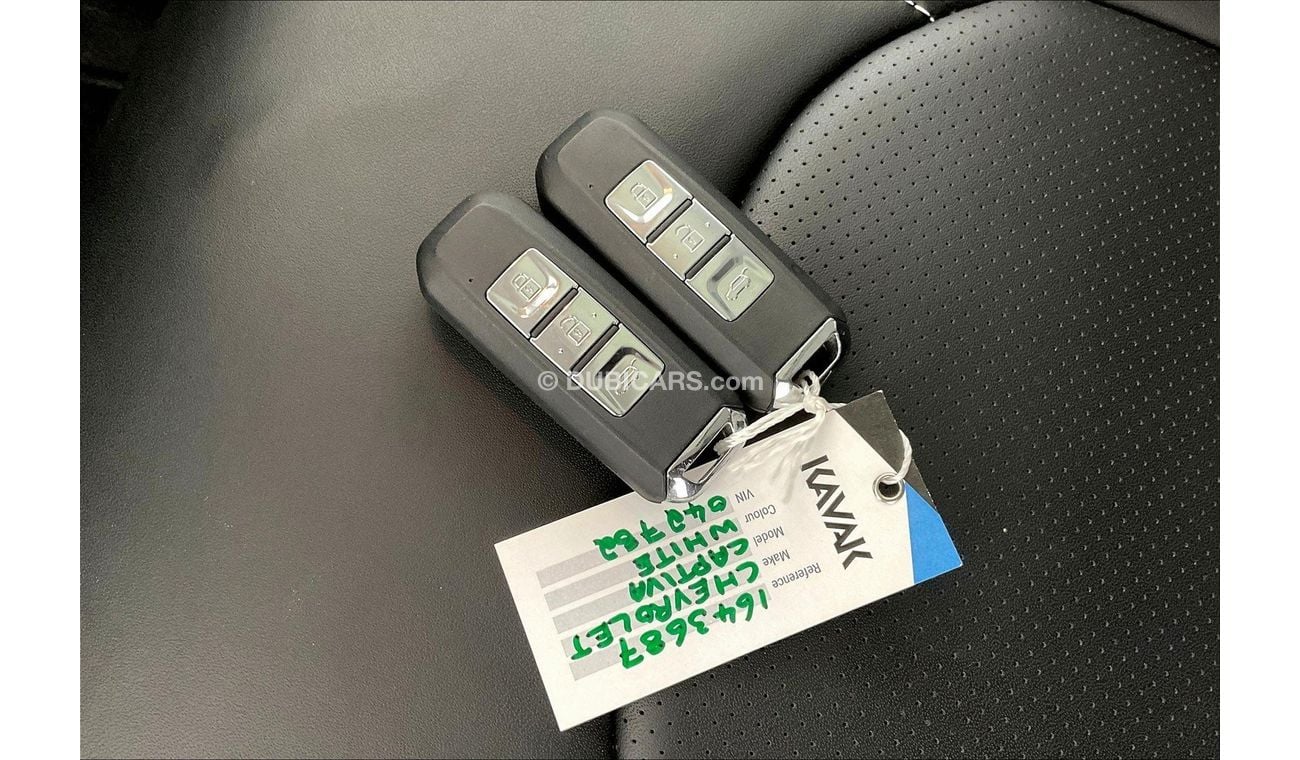 KAVAK
Reference 1643687
Make CHEVROLET
Model CAPTIVA
Colour WHITE
VIN 042782
© DUBICARS.com